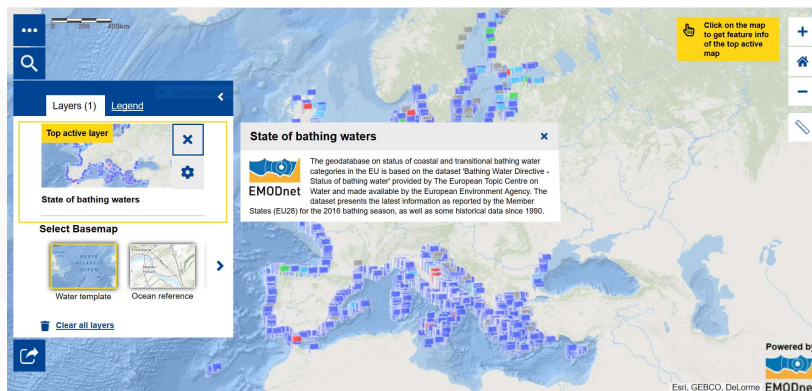 0 200 400km
Click on the map
to get feature info
of the top active
map
Layers (1) Legend
Top active layer
State of bathing waters
State of bathing waters
The geodatabase on status of coastal and transitional bathing water
categories in the EU is based on the dataset 'Bathing Water Directive -
Status of bathing water' provided by The European Topic Centre on
Water and made available by the European Environment Agency. The
dataset presents the latest information as reported by the Member
States (EU28) for the 2016 bathing season, as well as some historical data since 1990.
EMODnet
Select Basemap
NORTH
ATLANTIC
OCEAN
Water template Ocean reference
Clear all layers
Powered by
Esri, GEBCO, DeLorme